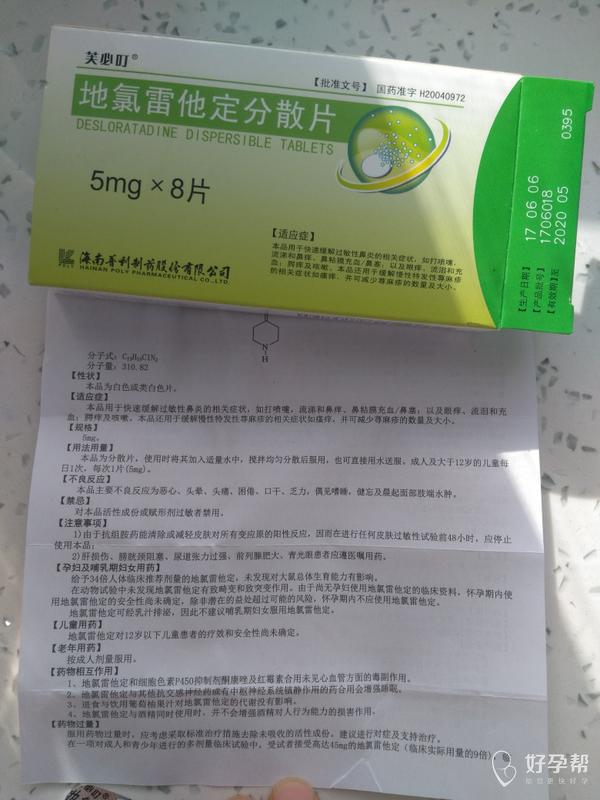 芙必叮®
【批准文号】 国药准字 H20040972
地氯雷他定分散片
DESLORATADINE DISPERSIBLE TABLETS
5mg × 8片
【适应症】
本品用于快速缓解过敏性鼻炎的相关症状，如打喷嚏、
流涕和鼻痒、鼻粘膜充血/鼻塞，以及眼痒、流泪和充
血；腭痒及咳嗽。本品还用于缓解慢性特发性荨麻疹
的相关症状如瘙痒，并可减少荨麻疹的数量及大小。
POLY
海南普利制药股份有限公司
HAINAN POLY PHARMACEUTICAL CO.,LTD.
【生产日期】 17 06 06
【产品批号】 1706018
【有效期】至 2020 05
0395
N
H
分子式：C₁₉H₁₉ClN₂
分子量：310.82
【性状】
本品为白色或类白色片。
【适应症】
本品用于快速缓解过敏性鼻炎的相关症状，如打喷嚏，流涕和鼻痒、鼻粘膜充血/鼻塞；以及眼痒、流泪和充
血；腭痒及咳嗽。本品还用于缓解慢性特发性荨麻疹的相关症状如瘙痒，并可减少荨麻疹的数量及大小。
【规格】
5mg。
【用法用量】
本品为分散片，使用时将其加入适量水中，搅拌均匀分散后服用，也可直接用水送服。成人及大于12岁的儿童每
日1次，每次1片(5mg)。
【不良反应】
本品主要不良反应为恶心、头晕、头痛、困倦、口干、乏力，偶见嗜睡，健忘及晨起面部肢端水肿。
【禁忌】
对本品活性成份或赋形剂过敏者禁用。
【注意事项】
1)由于抗组胺药能清除或减轻皮肤对所有变应原的阳性反应，因而在进行任何皮肤过敏性试验前48小时，应停止
使用本品；
2)肝损伤、膀胱颈阻塞、尿道张力过强、前列腺肥大、青光眼患者应遵医嘱用药。
【孕妇及哺乳期妇女用药】
给予34倍人体临床推荐剂量的地氯雷他定，未发现对大鼠总体生育能力有影响。
在动物试验中未发现地氯雷他定有致畸变和致突变作用。由于尚无孕妇使用地氯雷他定的临床资料，怀孕期内使
用地氯雷他定的安全性尚未确定，除非潜在的益处超过可能的风险，怀孕期内不应使用地氯雷他定。
地氯雷他定可经乳汁排泌，因此不建议哺乳期妇女服用地氯雷他定。
【儿童用药】
地氯雷他定对12岁以下儿童患者的疗效和安全性尚未确定。
【老年用药】
按成人剂量服用。
【药物相互作用】
1、地氯雷他定和细胞色素P450抑制剂酮康唑及红霉素合用未见心血管方面的毒副作用。
2、地氯雷他定与其他抗交感神经药或有中枢神经系统镇静作用的药合用会增强睡眠。
3、进食与饮用葡萄柚果汁对地氯雷他定的代谢没有影响。
4、地氯雷他定与酒精同时使用时，并不会增强酒精对人行为能力的损害作用。
【药物过量】
服用药物过量时，应考虑采取标准治疗措施去除未吸收的活性成份。建议进行对症及支持治疗。
在一项对成人和青少年进行的多剂量临床试验中，受试者接受高达45mg的地氯雷他定（临床实际用量的9倍）
好孕帮
助您更快好孕